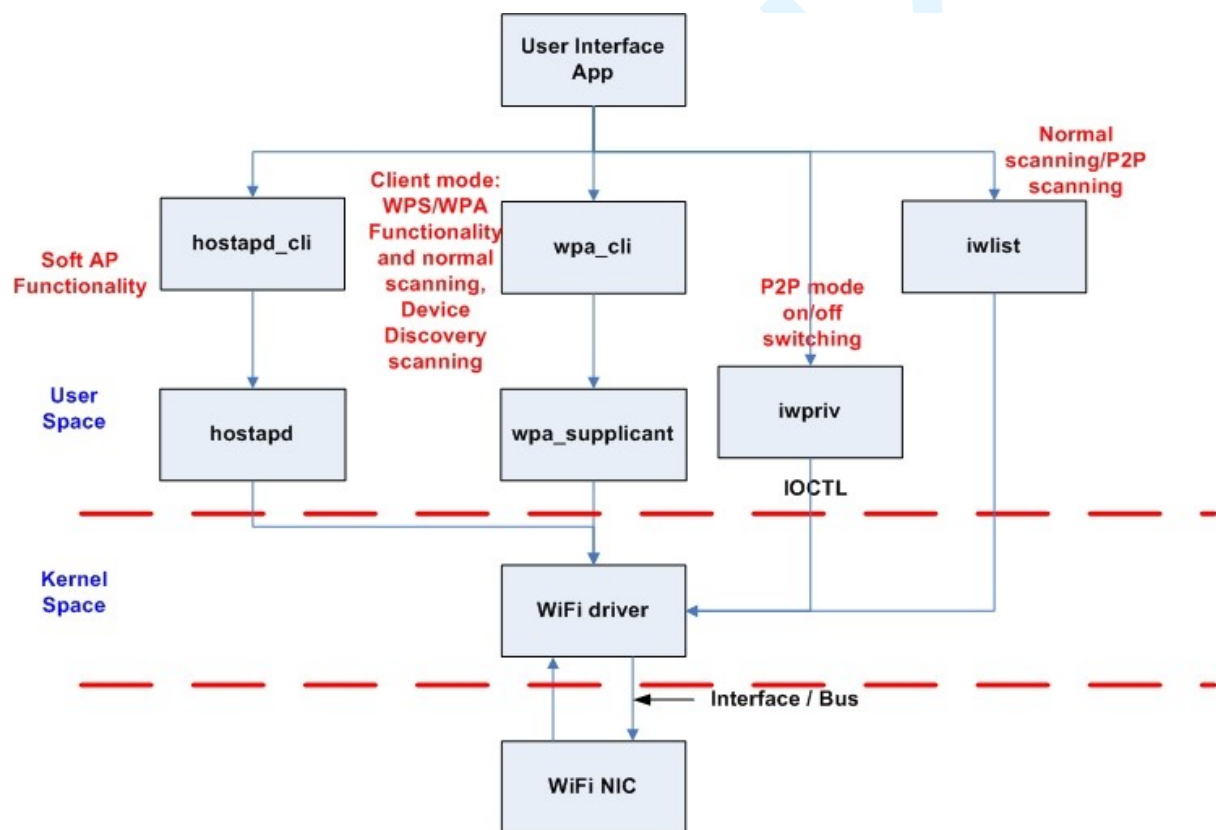 User Interface
App
Normal
scanning/P2P
scanning
Client mode:
WPS/WPA
Functionality
and normal
scanning,
Device
Discovery
scanning
hostapd_cli
wpa_cli
iwlist
Soft AP
Functionality
P2P mode
on/off
switching
User
Space
hostapd
wpa_supplicant
iwpriv
IOCTL
Kernel
Space
WiFi driver
Interface / Bus
WiFi NIC